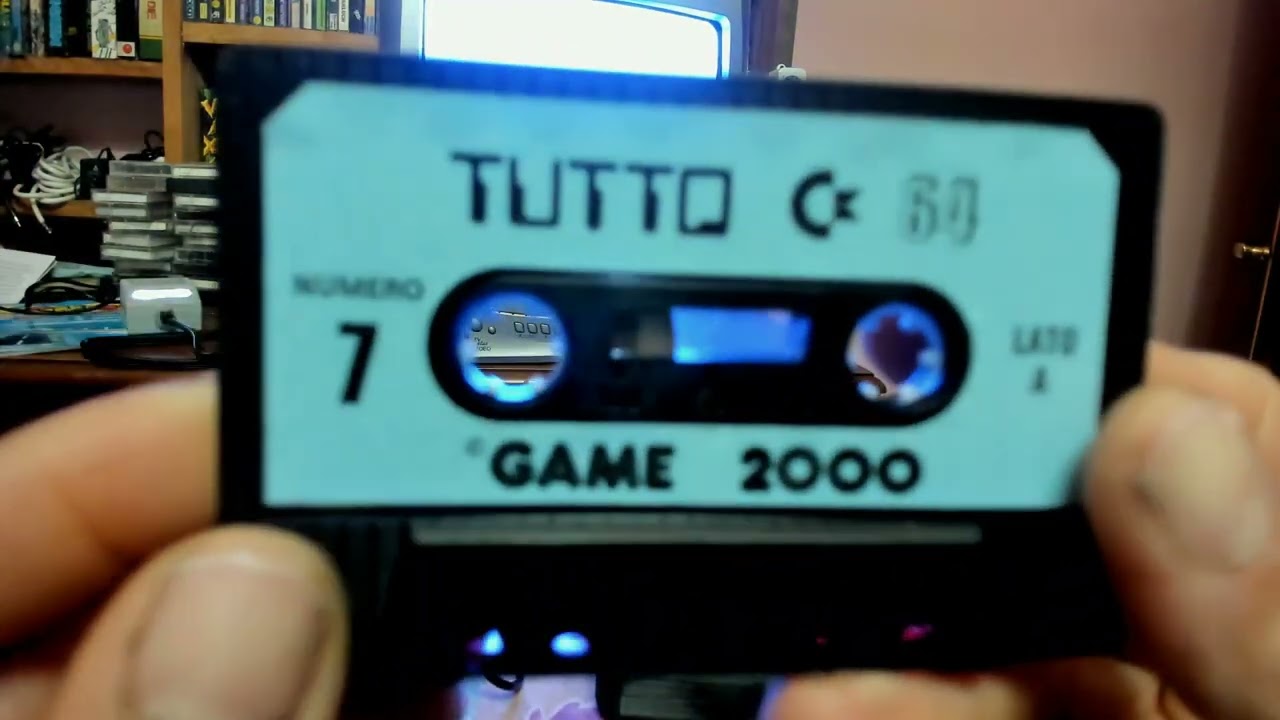 TUTTO C= 64
NUMERO
7
LATO
A
© GAME 2000